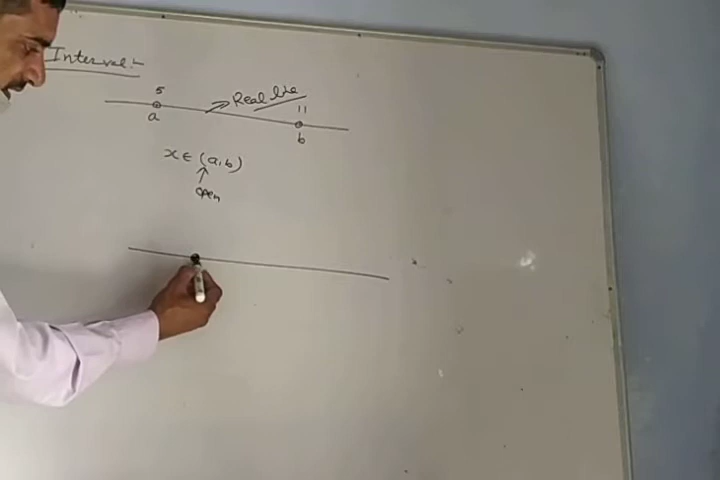 Interval :-
5
Real line
11
a
b
x ∈ (a, b)
open